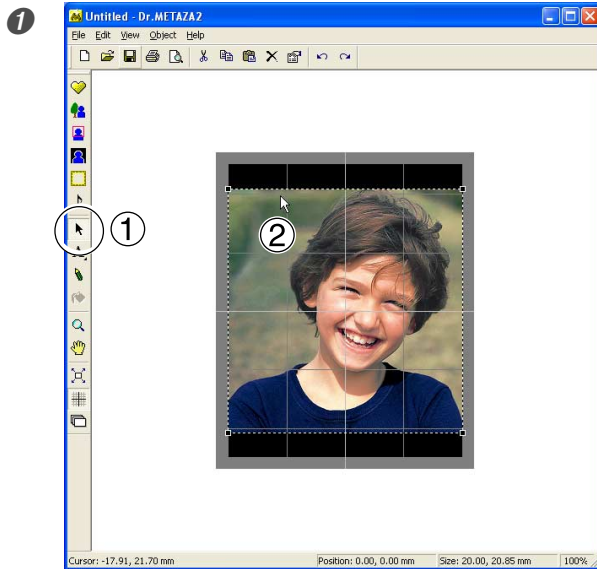 1
Untitled - Dr.METAZA2
File Edit View Object Help
1
2
Cursor: -17.91, 21.70 mm Position: 0.00, 0.00 mm Size: 20.00, 20.85 mm 100%